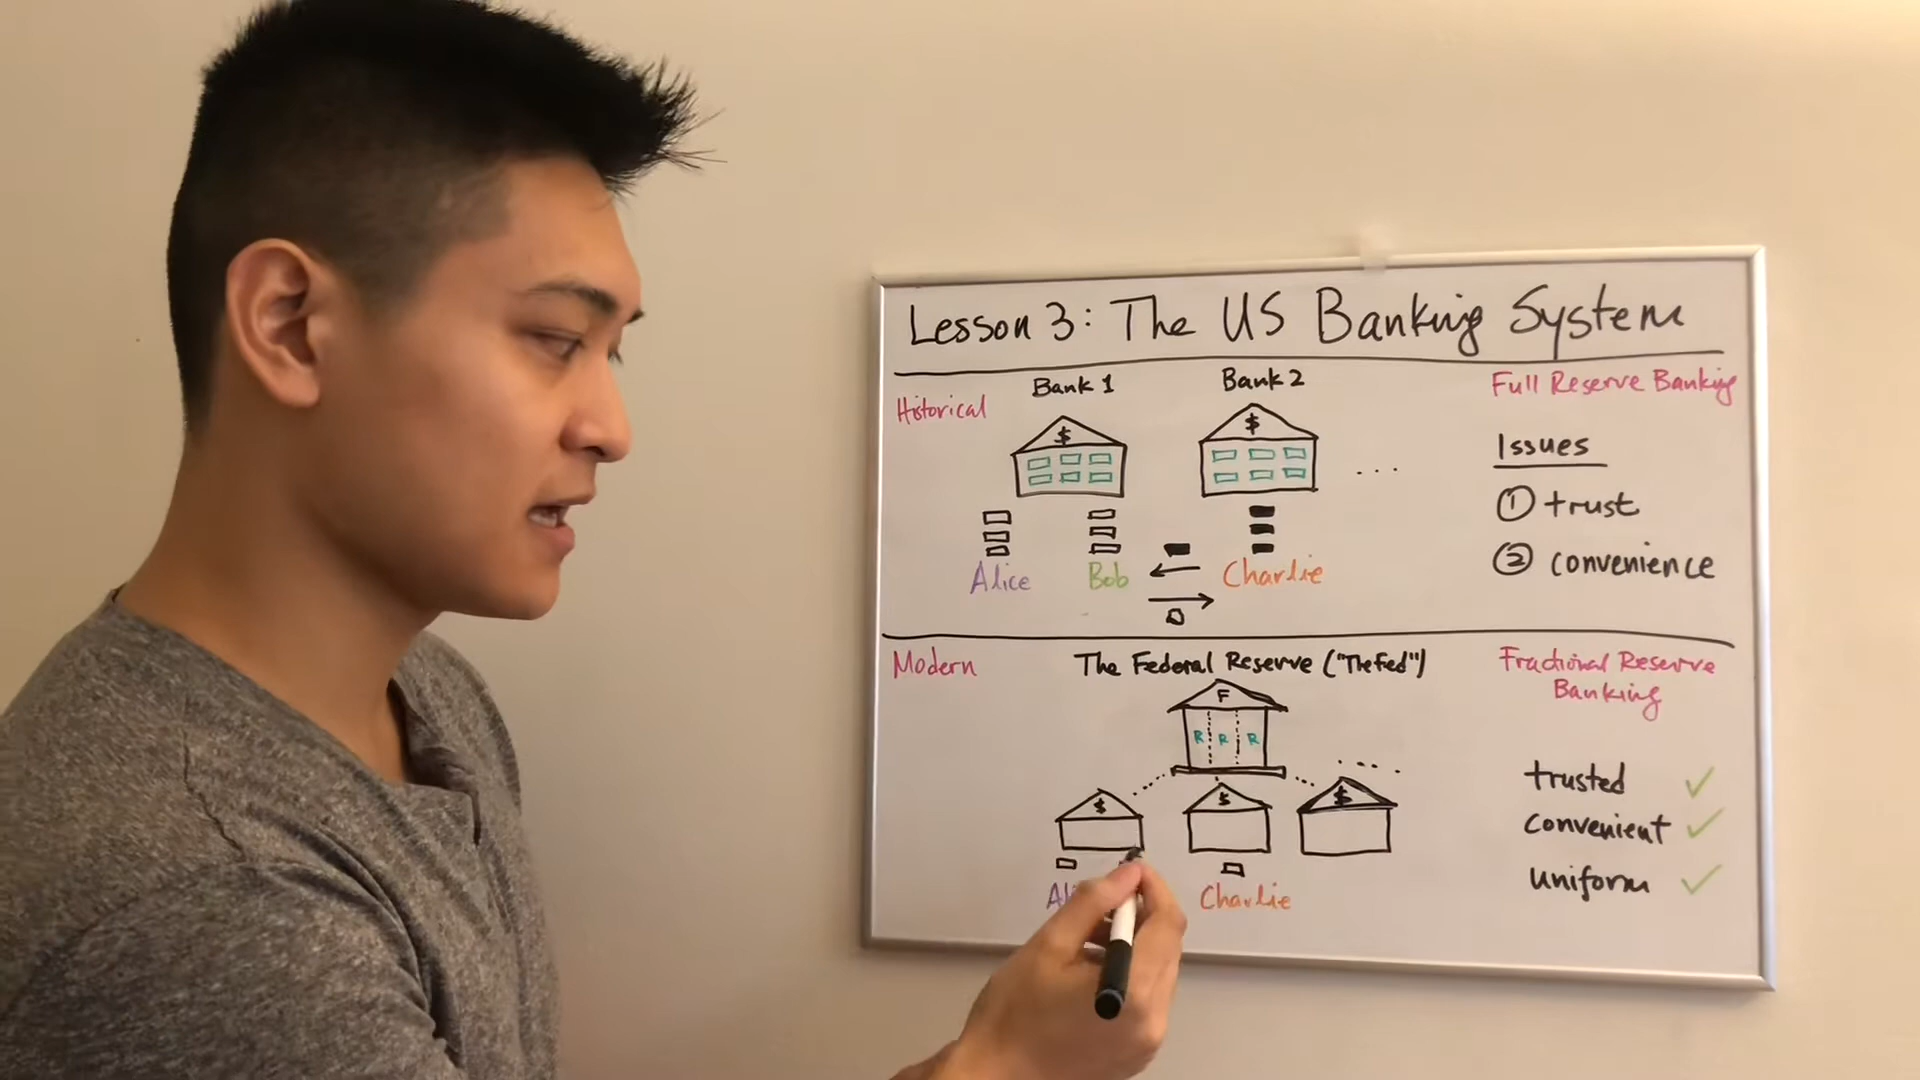 Lesson 3: The US Banking System
Historical
Bank 1
Bank 2
Full Reserve Banking
$
$
Issues
① trust
② convenience
. . .
Alice
Bob
Charlie
Modern
The Federal Reserve ("The Fed")
Fractional Reserve
Banking
F
R R R
$
$
$
trusted ✓
convenient ✓
uniform ✓
Charlie